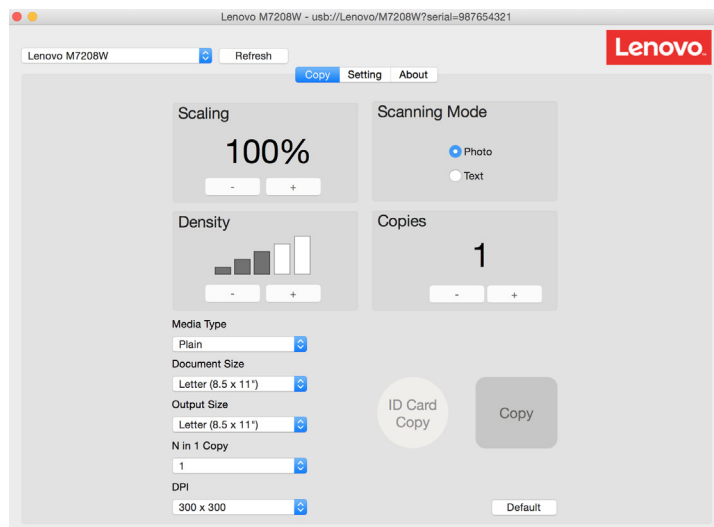 Lenovo M7208W - usb://Lenovo/M7208W?serial=987654321
Lenovo M7208W
Refresh
Lenovo.
Copy Setting About
Scaling
100%
- +
Scanning Mode
Photo
Text
Density
- +
Copies
1
- +
Media Type
Plain
Document Size
Letter (8.5 x 11")
Output Size
Letter (8.5 x 11")
N in 1 Copy
1
DPI
300 x 300
ID Card
Copy
Copy
Default